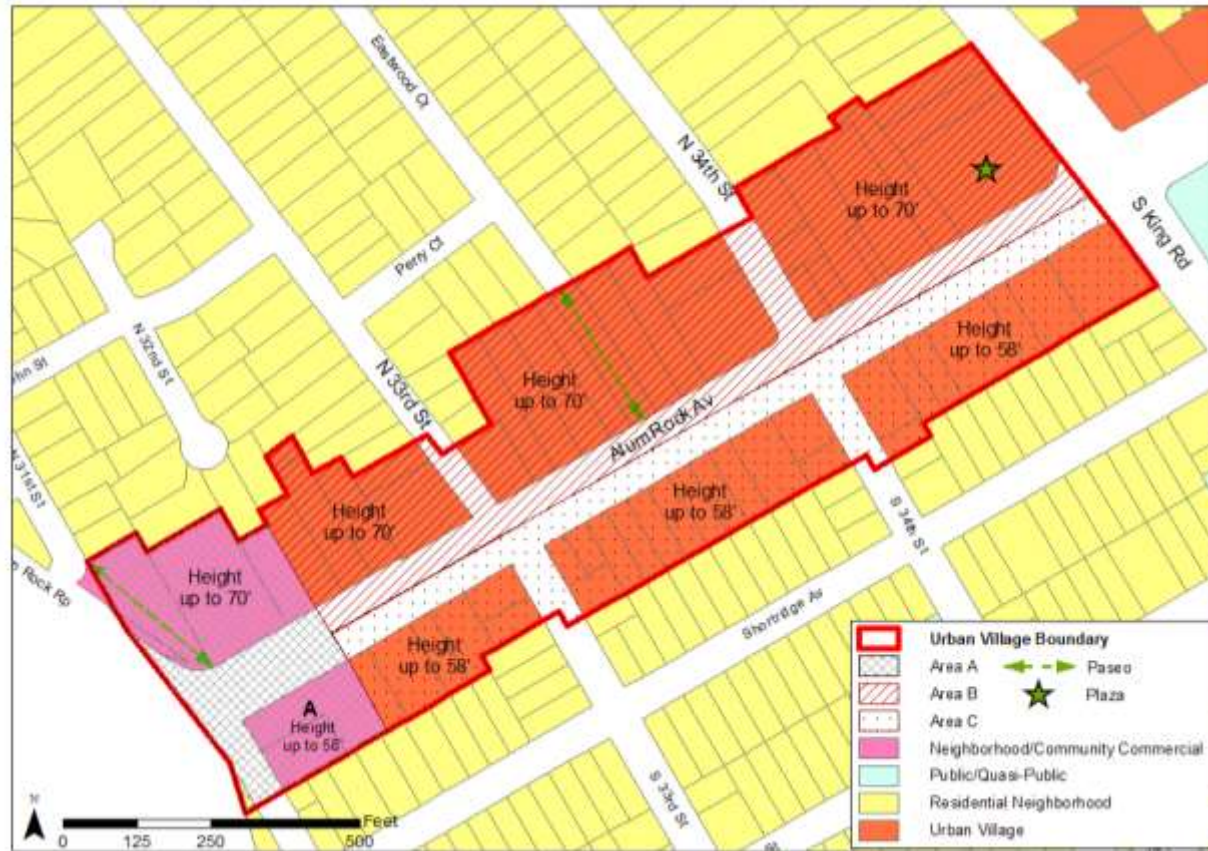 Eastwood Ct
N 34th St
Height
up to 70'
S King Rd
Perry Ct
N 32nd St
N 33rd St
Height
up to 70'
Alum Rock Av
Height
up to 58'
N 31st St
Height
up to 70'
Height
up to 58'
S 34th St
Rock Rp
Height
up to 70'
Height
up to 58'
Shortridge Av
A
Height
up to 58'
S 33rd St
Urban Village Boundary
Area A
Paseo
Area B
Plaza
Area C
Neighborhood/Community Commercial
Public/Quasi-Public
Residential Neighborhood
Urban Village
N
Feet
0 125 250 500